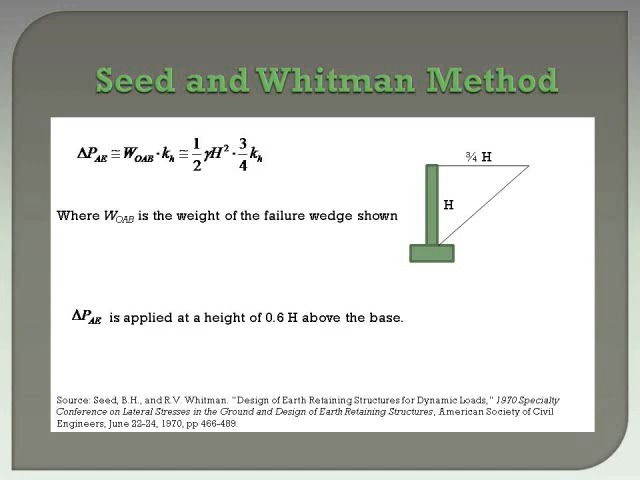 Seed and Whitman Method
ΔP_AE ≅ W_OAB · k_h ≅ 1/2 γH² · 3/4 k_h
¾ H
H
Where W_OAB is the weight of the failure wedge shown
ΔP_AE is applied at a height of 0.6 H above the base.
Source: Seed, B.H., and R.V. Whitman. "Design of Earth Retaining Structures for Dynamic Loads," 1970 Specialty
Conference on Lateral Stresses in the Ground and Design of Earth Retaining Structures, American Society of Civil
Engineers, June 22-24, 1970, pp 466-489.